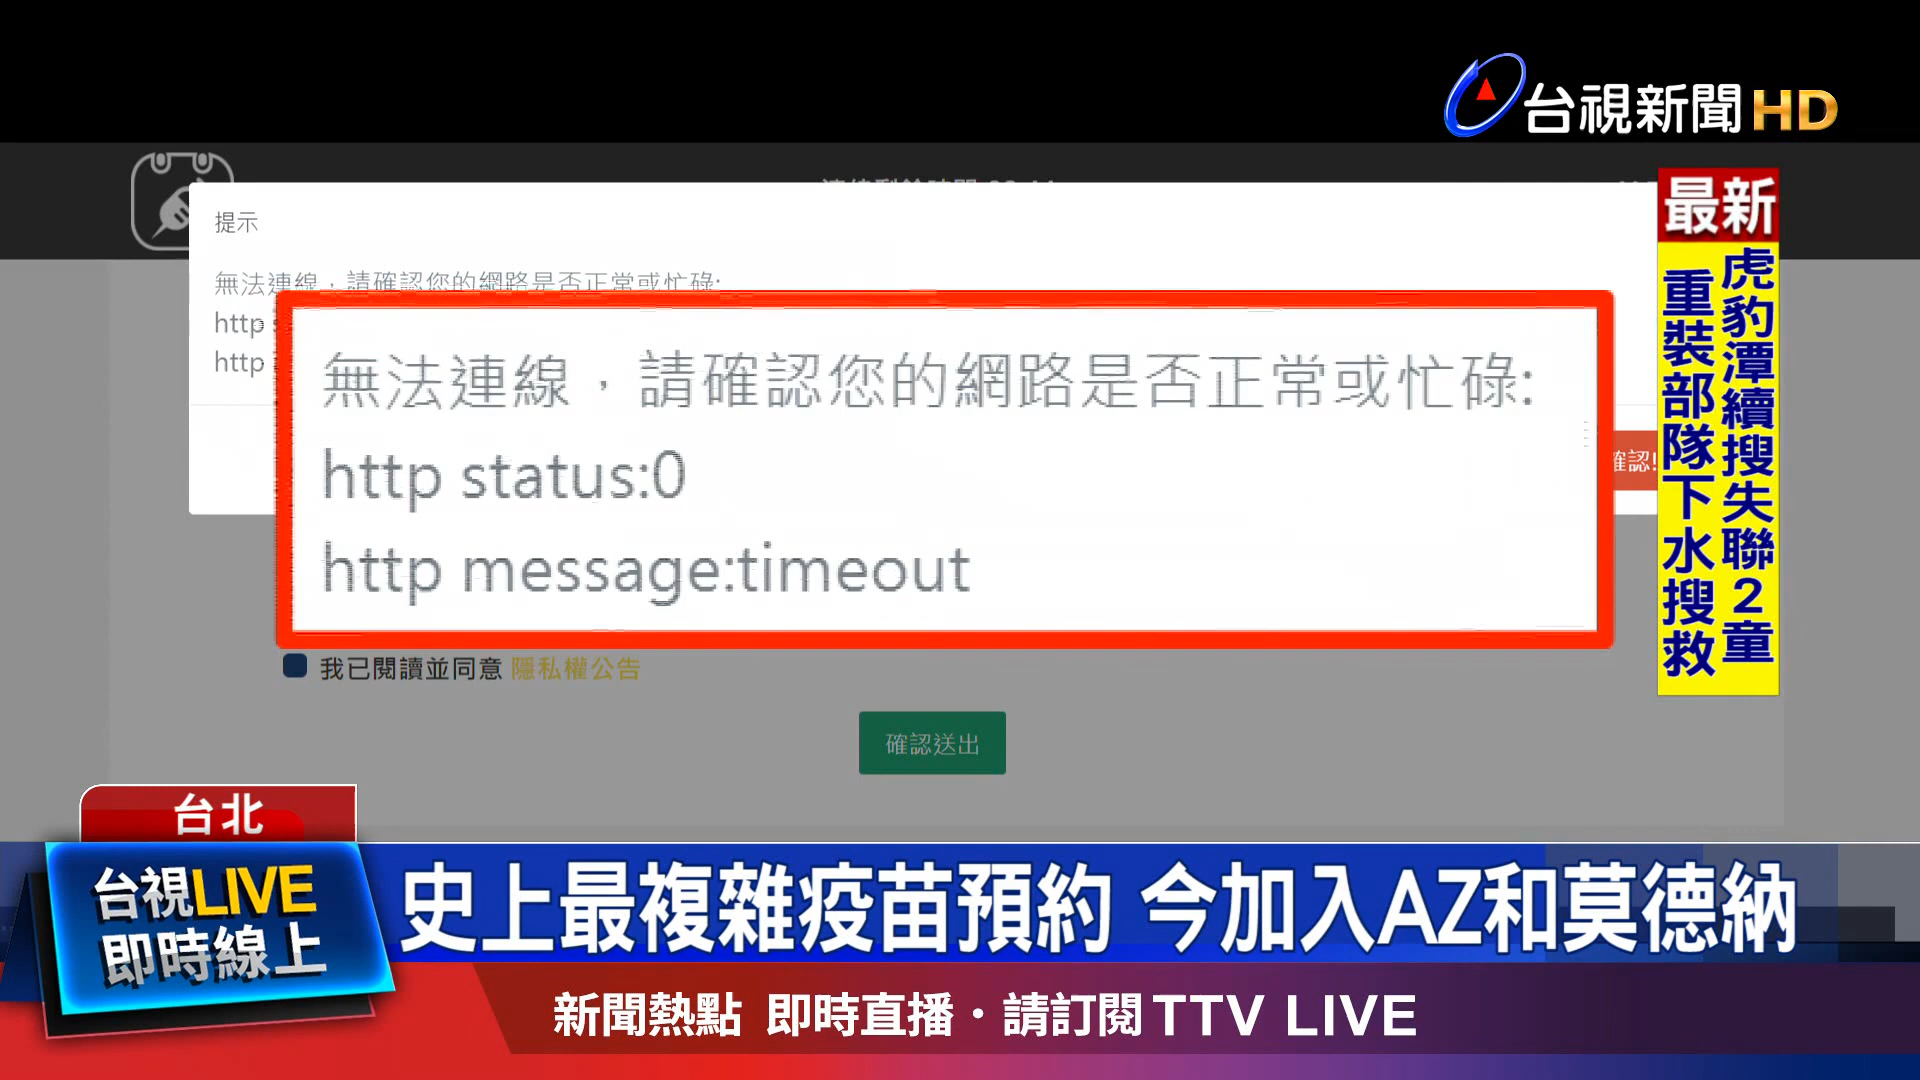 台視新聞HD
提示
無法連線，請確認您的網路是否正常或忙碌:
http
http
無法連線，請確認您的網路是否正常或忙碌:
http status:0
http message:timeout
確認!
最新
虎豹潭續搜失聯2童
重裝部隊下水搜救
我已閱讀並同意 隱私權公告
確認送出
台北
台視LIVE
即時線上
史上最複雜疫苗預約 今加入AZ和莫德納
新聞熱點 即時直播・請訂閱TTV LIVE